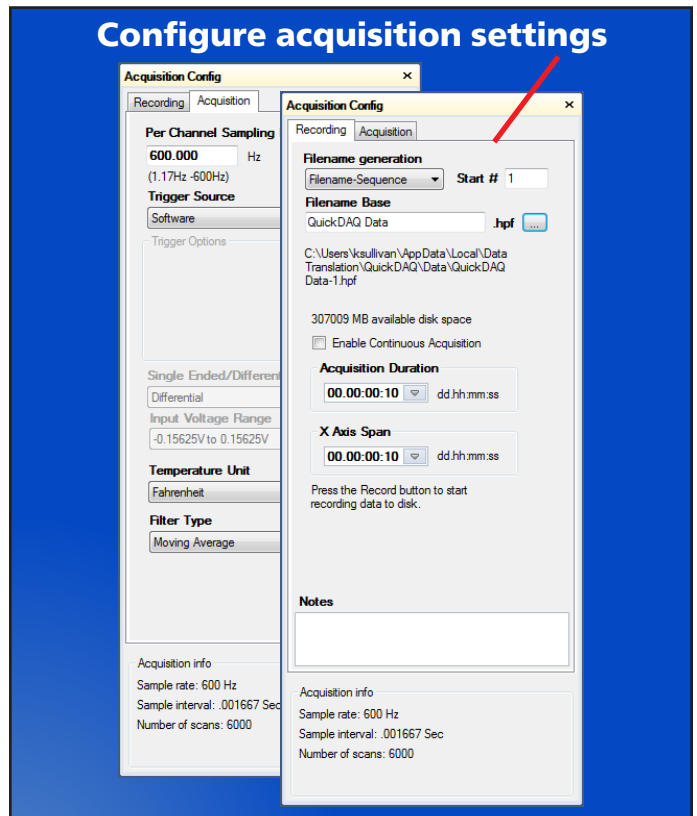 Configure acquisition settings
Acquisition Config
Recording Acquisition
Per Channel Sampling
600.000 Hz
(1.17Hz -600Hz)
Trigger Source
Software
Trigger Options
Single Ended/Differen
Differential
Input Voltage Range
-0.15625V to 0.15625V
Temperature Unit
Fahrenheit
Filter Type
Moving Average
Acquisition info
Sample rate: 600 Hz
Sample interval: .001667 Sec
Number of scans: 6000
Acquisition Config
Recording Acquisition
Filename generation
Filename-Sequence Start # 1
Filename Base
QuickDAQ Data .hpf ...
C:\Users\ksullivan\AppData\Local\Data
Translation\QuickDAQ\Data\QuickDAQ
Data-1.hpf
307009 MB available disk space
Enable Continuous Acquisition
Acquisition Duration
00.00:00:10 dd.hh:mm:ss
X Axis Span
00.00:00:10 dd.hh:mm:ss
Press the Record button to start
recording data to disk.
Notes
Acquisition info
Sample rate: 600 Hz
Sample interval: .001667 Sec
Number of scans: 6000